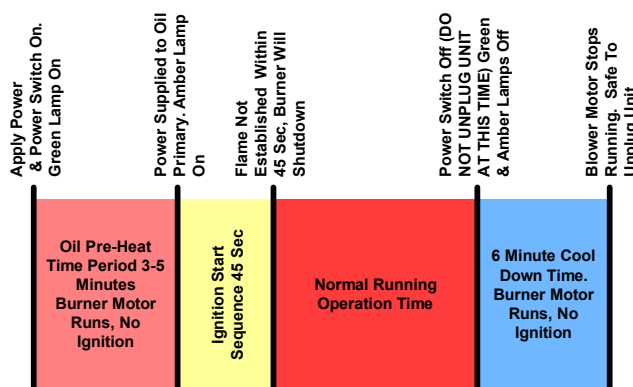 Apply Power
& Power Switch On.
Green Lamp On
Power Supplied to Oil
Primary. Amber Lamp
On
Flame Not
Established Within
45 Sec, Burner Will
Shutdown
Power Switch Off (DO
NOT UNPLUG UNIT
AT THIS TIME) Green
& Amber Lamps Off
Blower Motor Stops
Running. Safe To
Unplug Unit
Oil Pre-Heat
Time Period 3-5
Minutes
Burner Motor
Runs, No
Ignition
Ignition Start
Sequence 45 Sec
Normal Running
Operation Time
6 Minute Cool
Down Time.
Burner Motor
Runs, No
Ignition